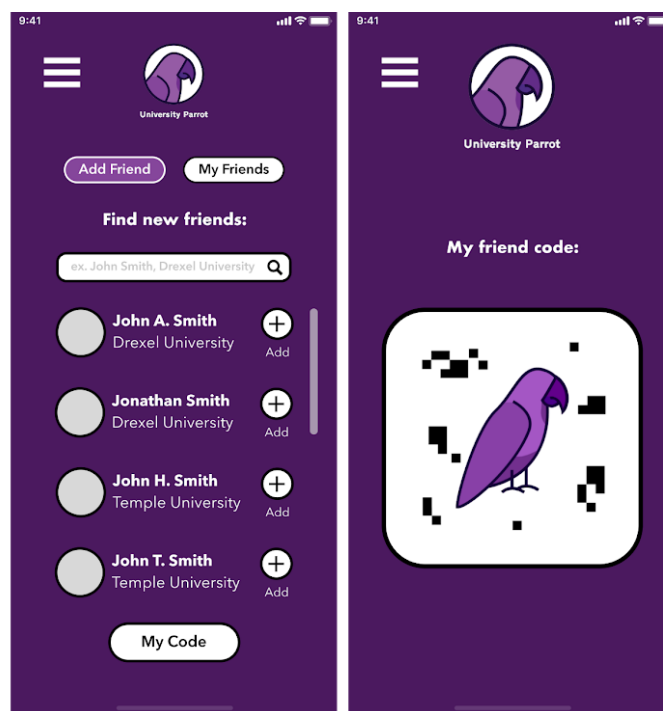 9:41
University Parrot
Add Friend
My Friends
Find new friends:
ex. John Smith, Drexel University
John A. Smith
Drexel University
Add
Jonathan Smith
Drexel University
Add
John H. Smith
Temple University
Add
John T. Smith
Temple University
Add
My Code
9:41
University Parrot
My friend code: